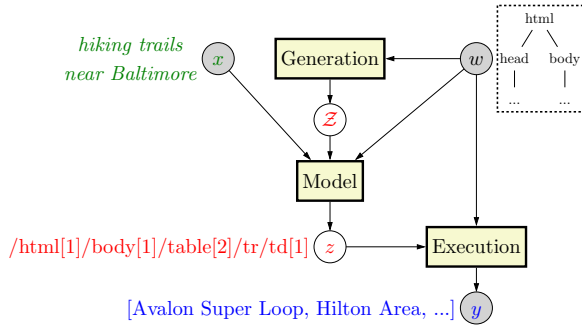 html
hiking trails
near Baltimore
x
Generation
w
head
body
...
...
Z
Model
/html[1]/body[1]/table[2]/tr/td[1]
z
Execution
[Avalon Super Loop, Hilton Area, ...]
y